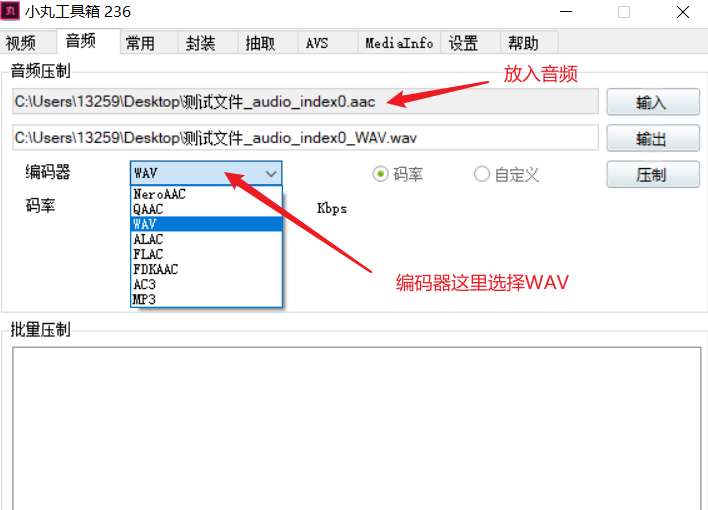 小丸工具箱 236
视频 音频 常用 封装 抽取 AVS MediaInfo 设置 帮助
音频压制
放入音频
C:\Users\13259\Desktop\测试文件_audio_index0.aac 输入
C:\Users\13259\Desktop\测试文件_audio_index0_WAV.wav 输出
编码器 WAV 码率 自定义 压制
NeroAAC
码率 QAAC Kbps
WAV
ALAC
FLAC
FDKAAC
AC3
编码器这里选择WAV
MP3
批量压制